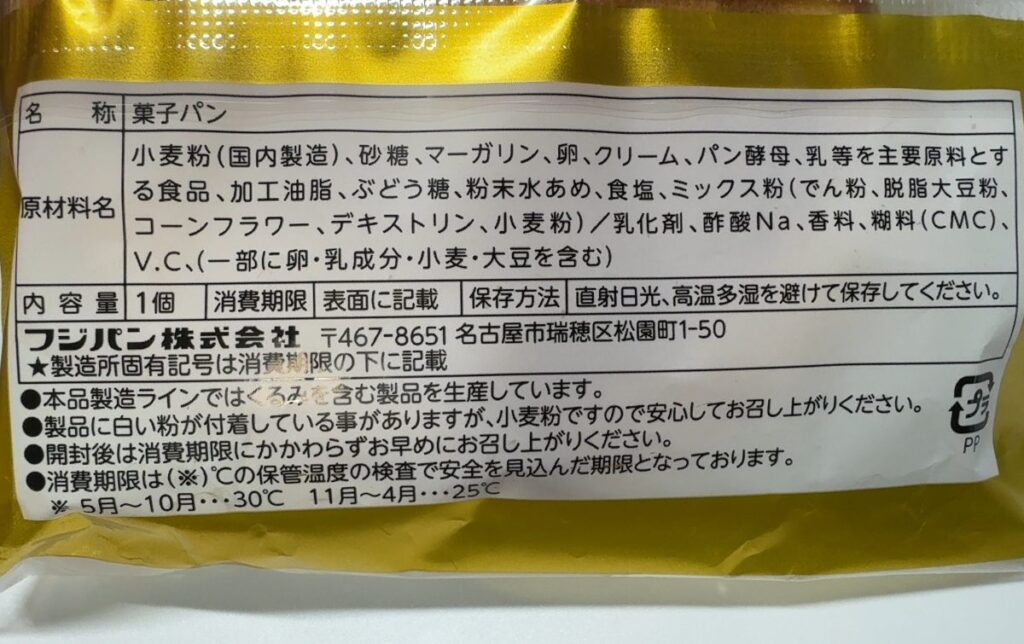 名称 菓子パン
原材料名 小麦粉(国内製造)、砂糖、マーガリン、卵、クリーム、パン酵母、乳等を主要原料とす
る食品、加工油脂、ぶどう糖、粉末水あめ、食塩、ミックス粉(でん粉、脱脂大豆粉、
コーンフラワー、デキストリン、小麦粉)/乳化剤、酢酸Na、香料、糊料(CMC)、
V.C、(一部に卵・乳成分・小麦・大豆を含む)
内容量 1個 消費期限 表面に記載 保存方法 直射日光、高温多湿を避けて保存してください。
フジパン株式会社 〒467-8651 名古屋市瑞穂区松園町1-50
★製造所固有記号は消費期限の下に記載
●本品製造ラインではくるみを含む製品を生産しています。
●製品に白い粉が付着している事がありますが、小麦粉ですので安心してお召し上がりください。
●開封後は消費期限にかかわらずお早めにお召し上がりください。
●消費期限は(※)℃の保管温度の検査で安全を見込んだ期限となっております。
※ 5月〜10月・・・30℃ 11月〜4月・・・25℃
プラ
PP